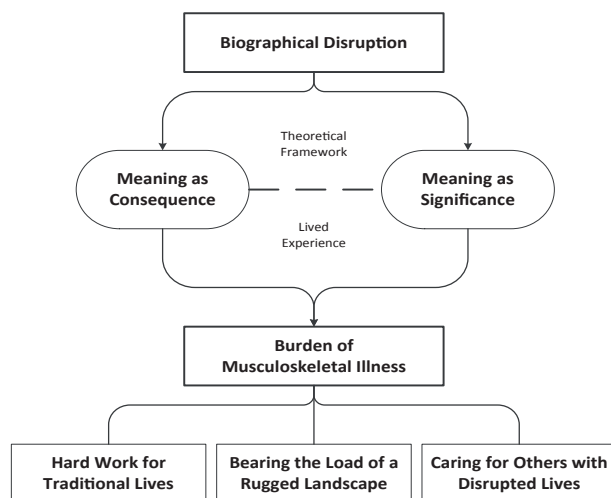 Biographical Disruption
Theoretical
Framework
Meaning as
Consequence
Meaning as
Significance
Lived
Experience
Burden of
Musculoskeletal Illness
Hard Work for
Traditional Lives
Bearing the Load of a
Rugged Landscape
Caring for Others with
Disrupted Lives